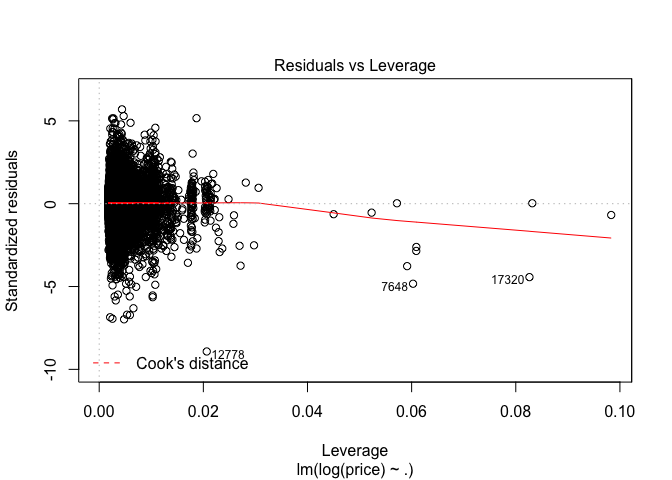 Residuals vs Leverage
Standardized residuals
5
0
-5
-10
7648
17320
12778
Cook's distance
0.00 0.02 0.04 0.06 0.08 0.10
Leverage
lm(log(price) ~ .)